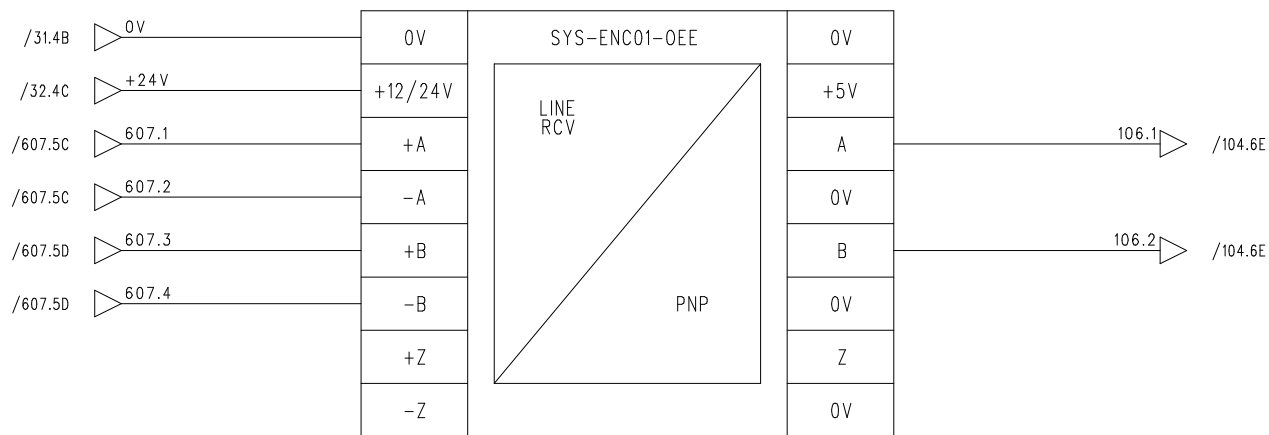 /31.4B 0V 0V SYS-ENC01-OEE 0V
/32.4C +24V +12/24V +5V
LINE
RCV
/607.5C 607.1 +A A 106.1 /104.6E
/607.5C 607.2 -A 0V
/607.5D 607.3 +B B 106.2 /104.6E
/607.5D 607.4 -B PNP 0V
+Z Z
-Z 0V